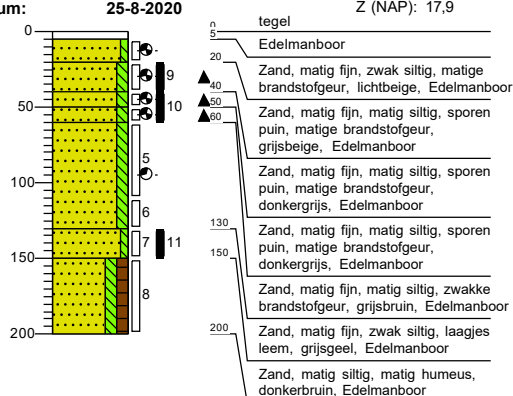 um: 25-8-2020
Z (NAP): 17,9
0
50
100
150
200
9
10
5
6
7
11
8
0
5
20
40
50
60
130
150
200
tegel
Edelmanboor
Zand, matig fijn, zwak siltig, matige
brandstofgeur, lichtbeige, Edelmanboor
Zand, matig fijn, matig siltig, sporen
puin, matige brandstofgeur,
grijsbeige, Edelmanboor
Zand, matig fijn, matig siltig, sporen
puin, matige brandstofgeur,
donkergrijs, Edelmanboor
Zand, matig fijn, matig siltig, sporen
puin, matige brandstofgeur,
donkergrijs, Edelmanboor
Zand, matig fijn, matig siltig, zwakke
brandstofgeur, grijsbruin, Edelmanboor
Zand, matig fijn, zwak siltig, laagjes
leem, grijsgeel, Edelmanboor
Zand, matig siltig, matig humeus,
donkerbruin, Edelmanboor